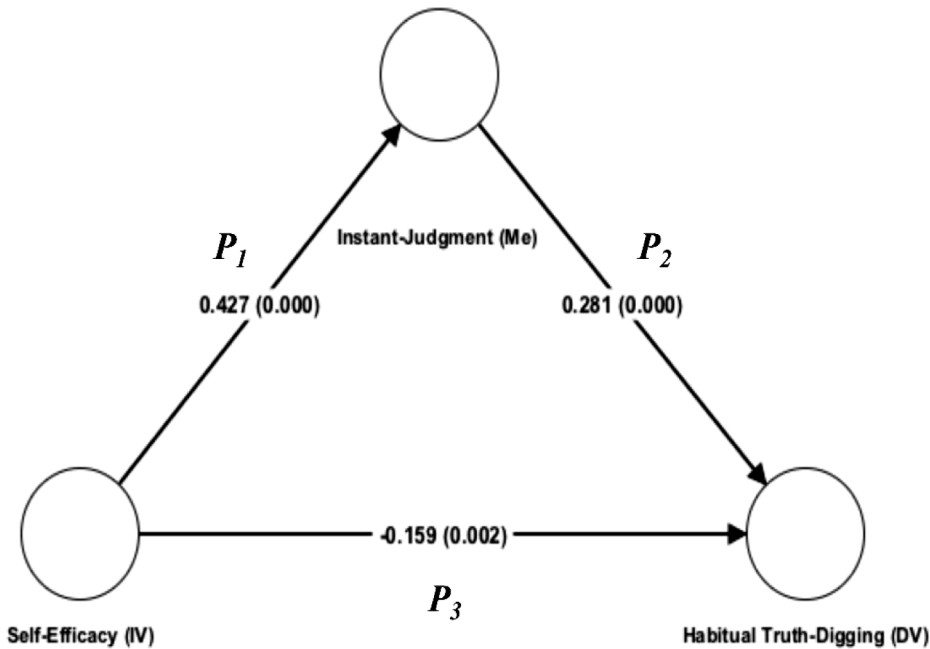 Instant-Judgment (Me)
P1
P2
0.427 (0.000)
0.281 (0.000)
-0.159 (0.002)
P3
Self-Efficacy (IV)
Habitual Truth-Digging (DV)